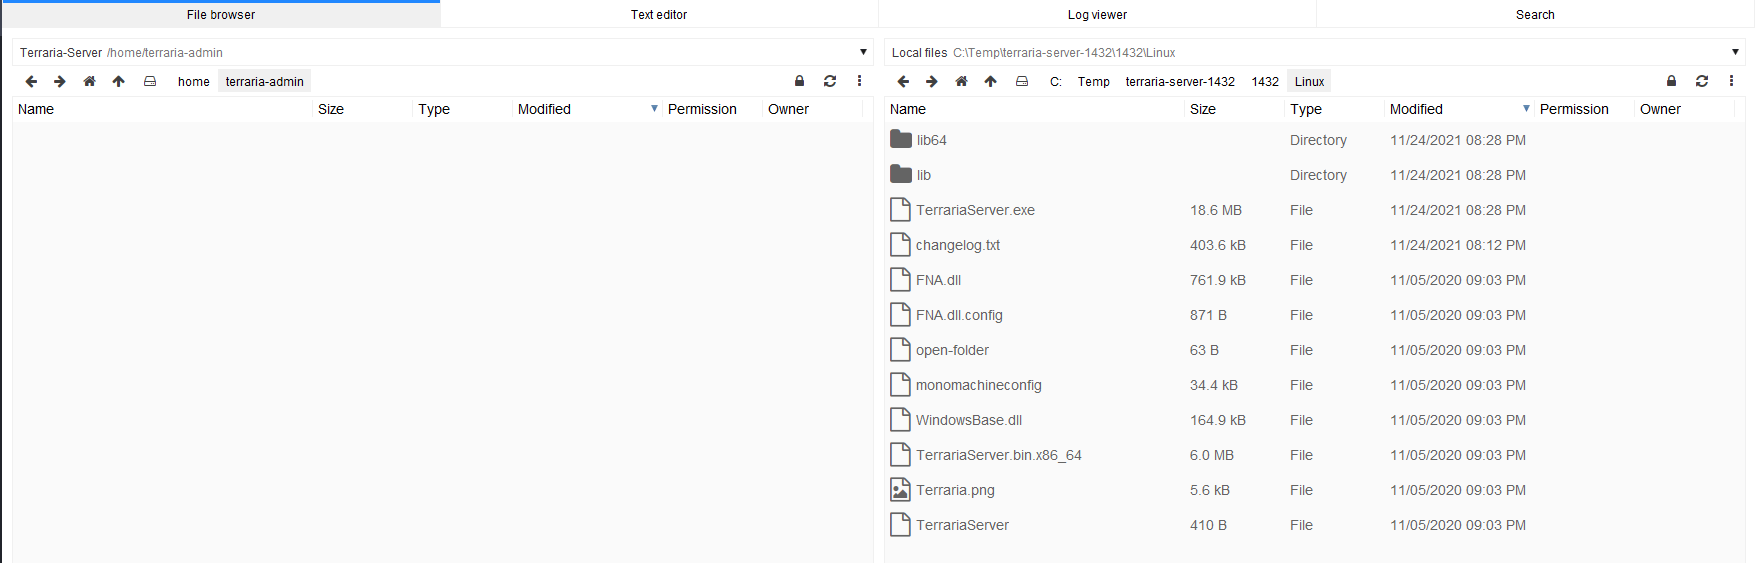 File browser Text editor Log viewer Search
Terraria-Server /home/terraria-admin Local files C:\Temp\terraria-server-1432\1432\Linux
home terraria-admin C: Temp terraria-server-1432 1432 Linux
Name Size Type Modified Permission Owner Name Size Type Modified Permission Owner
lib64 Directory 11/24/2021 08:28 PM
lib Directory 11/24/2021 08:28 PM
TerrariaServer.exe 18.6 MB File 11/24/2021 08:28 PM
changelog.txt 403.6 kB File 11/24/2021 08:12 PM
FNA.dll 761.9 kB File 11/05/2020 09:03 PM
FNA.dll.config 871 B File 11/05/2020 09:03 PM
open-folder 63 B File 11/05/2020 09:03 PM
monomachineconfig 34.4 kB File 11/05/2020 09:03 PM
WindowsBase.dll 164.9 kB File 11/05/2020 09:03 PM
TerrariaServer.bin.x86_64 6.0 MB File 11/05/2020 09:03 PM
Terraria.png 5.6 kB File 11/05/2020 09:03 PM
TerrariaServer 410 B File 11/05/2020 09:03 PM